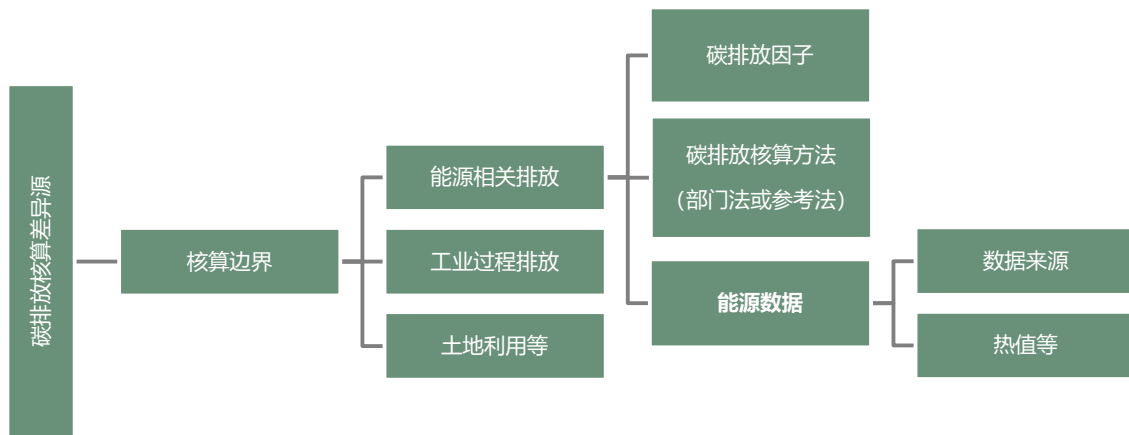 碳排放核算差异源
核算边界
能源相关排放
工业过程排放
土地利用等
碳排放因子
碳排放核算方法
（部门法或参考法）
能源数据
数据来源
热值等